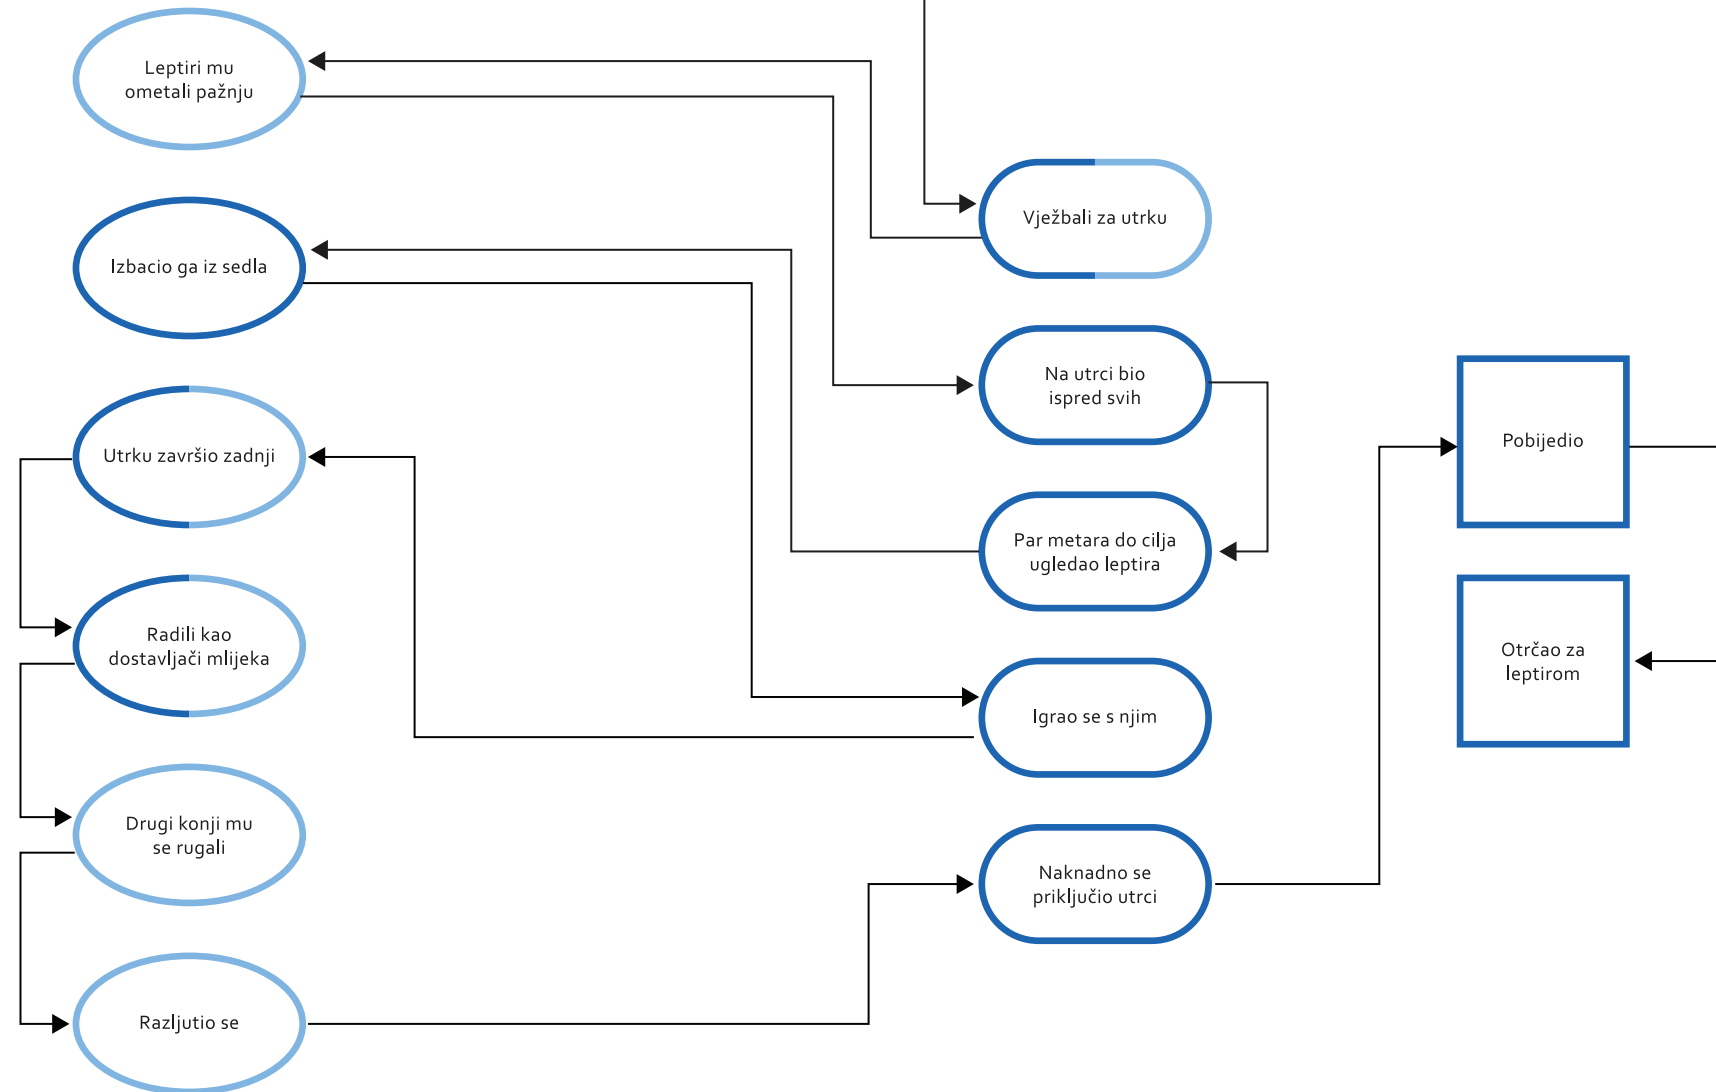 Leptiri mu
ometali pažnju
Izbacio ga iz sedla
Utrku završio zadnji
Radili kao
dostavljači mlijeka
Drugi konji mu
se rugali
Razljutio se
Vježbali za utrku
Na utrci bio
ispred svih
Par metara do cilja
ugledao leptira
Igrao se s njim
Naknadno se
priključio utrci
Pobijedio
Otrčao za
leptirom